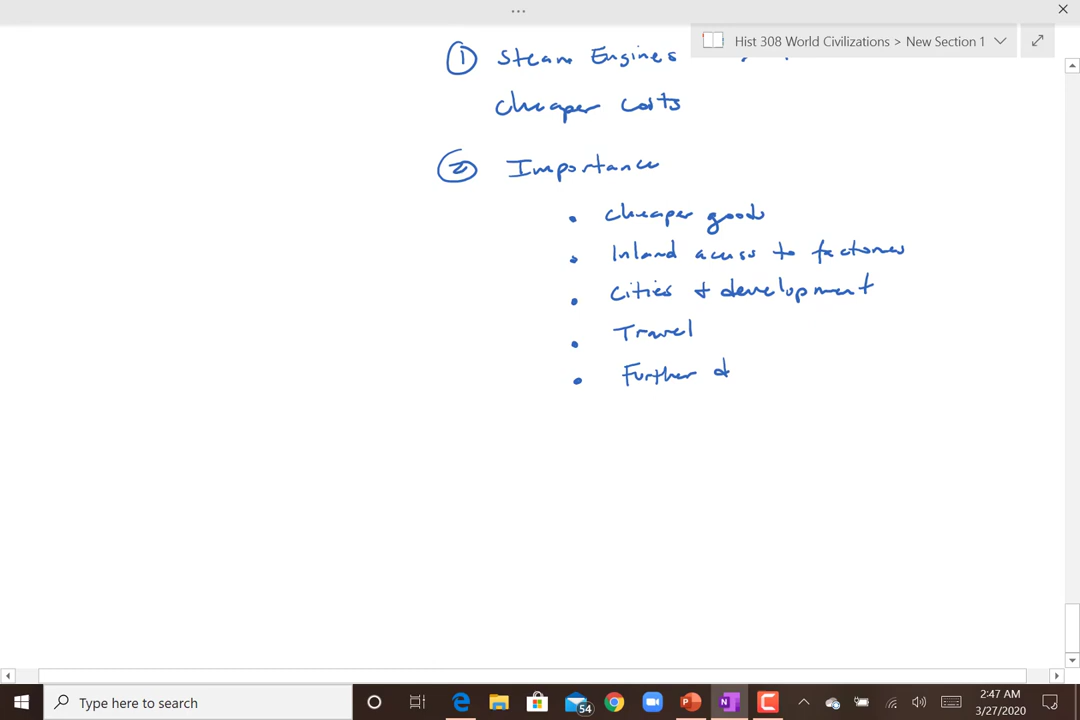 Hist 308 World Civilizations > New Section 1
① Steam Engines
cheaper costs
② Importance
• cheaper goods
• Inland access to factories
• Cities + development
• Travel
• Further d
Type here to search
54
2:47 AM
3/27/2020